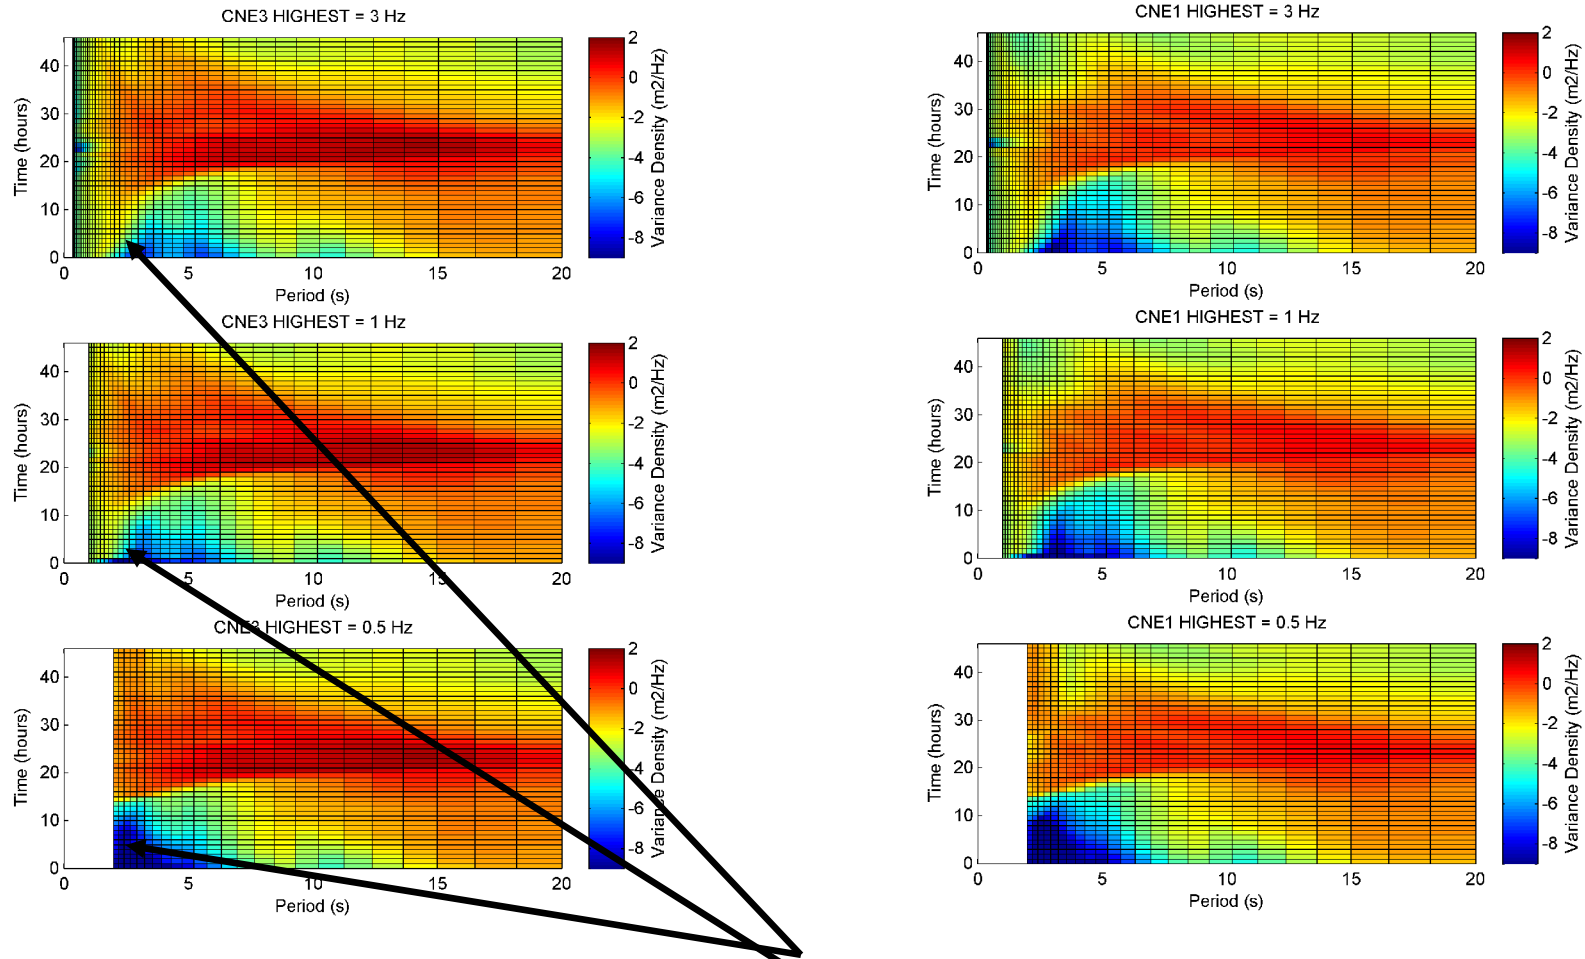 CNE3 HIGHEST = 3 Hz
40
30
20
10
0
Time (hours)
0 5 10 15 20
Period (s)
2
0
-2
-4
-6
-8
Variance Density (m2/Hz)
CNE1 HIGHEST = 3 Hz
40
30
20
10
0
Time (hours)
0 5 10 15 20
Period (s)
2
0
-2
-4
-6
-8
Variance Density (m2/Hz)
CNE3 HIGHEST = 1 Hz
40
30
20
10
0
Time (hours)
0 5 10 15 20
Period (s)
2
0
-2
-4
-6
-8
Variance Density (m2/Hz)
CNE1 HIGHEST = 1 Hz
40
30
20
10
0
Time (hours)
0 5 10 15 20
Period (s)
2
0
-2
-4
-6
-8
Variance Density (m2/Hz)
CNE3 HIGHEST = 0.5 Hz
40
30
20
10
0
Time (hours)
0 5 10 15 20
Period (s)
2
0
-2
-4
-6
-8
Variance Density (m2/Hz)
CNE1 HIGHEST = 0.5 Hz
40
30
20
10
0
Time (hours)
0 5 10 15 20
Period (s)
2
0
-2
-4
-6
-8
Variance Density (m2/Hz)